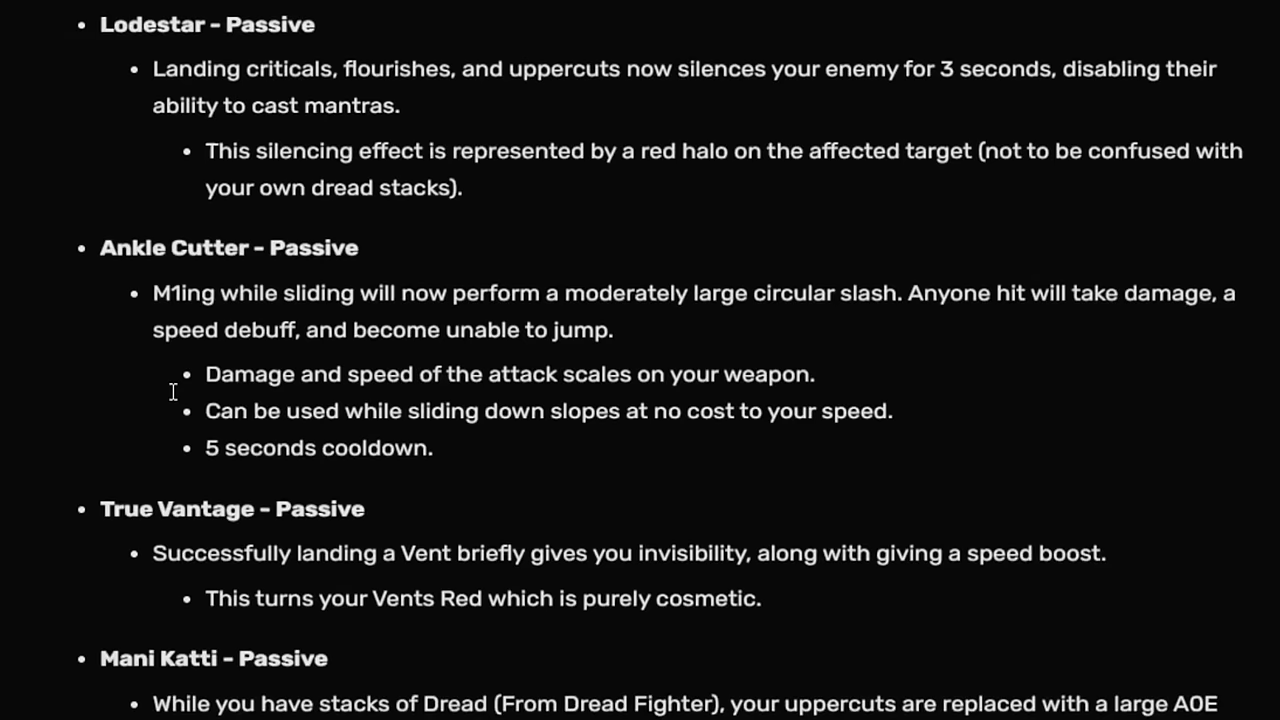 Lodestar - Passive
Landing criticals, flourishes, and uppercuts now silences your enemy for 3 seconds, disabling their
ability to cast mantras.
This silencing effect is represented by a red halo on the affected target (not to be confused with
your own dread stacks).
Ankle Cutter - Passive
M1ing while sliding will now perform a moderately large circular slash. Anyone hit will take damage, a
speed debuff, and become unable to jump.
Damage and speed of the attack scales on your weapon.
Can be used while sliding down slopes at no cost to your speed.
5 seconds cooldown.
True Vantage - Passive
Successfully landing a Vent briefly gives you invisibility, along with giving a speed boost.
This turns your Vents Red which is purely cosmetic.
Mani Katti - Passive
While you have stacks of Dread (From Dread Fighter), your uppercuts are replaced with a large AOE